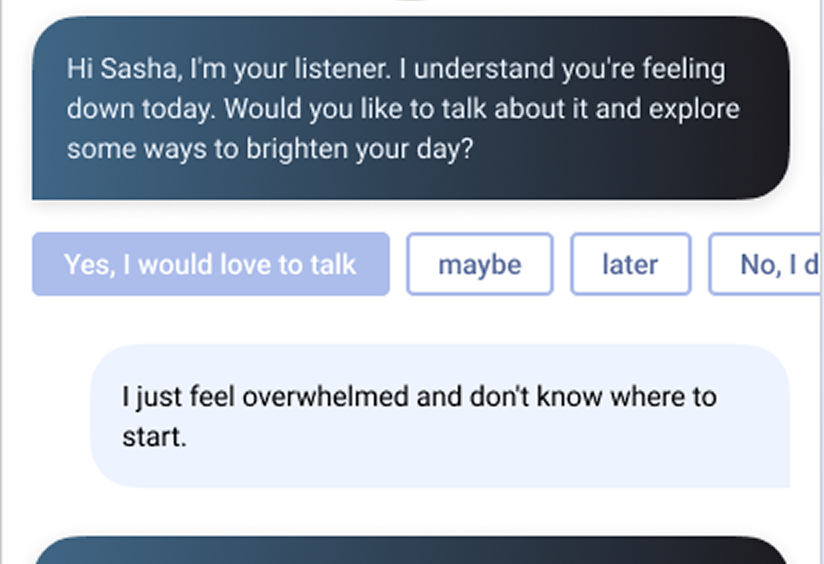 Hi Sasha, I'm your listener. I understand you're feeling
down today. Would you like to talk about it and explore
some ways to brighten your day?
Yes, I would love to talk
maybe
later
No, I d
I just feel overwhelmed and don't know where to
start.